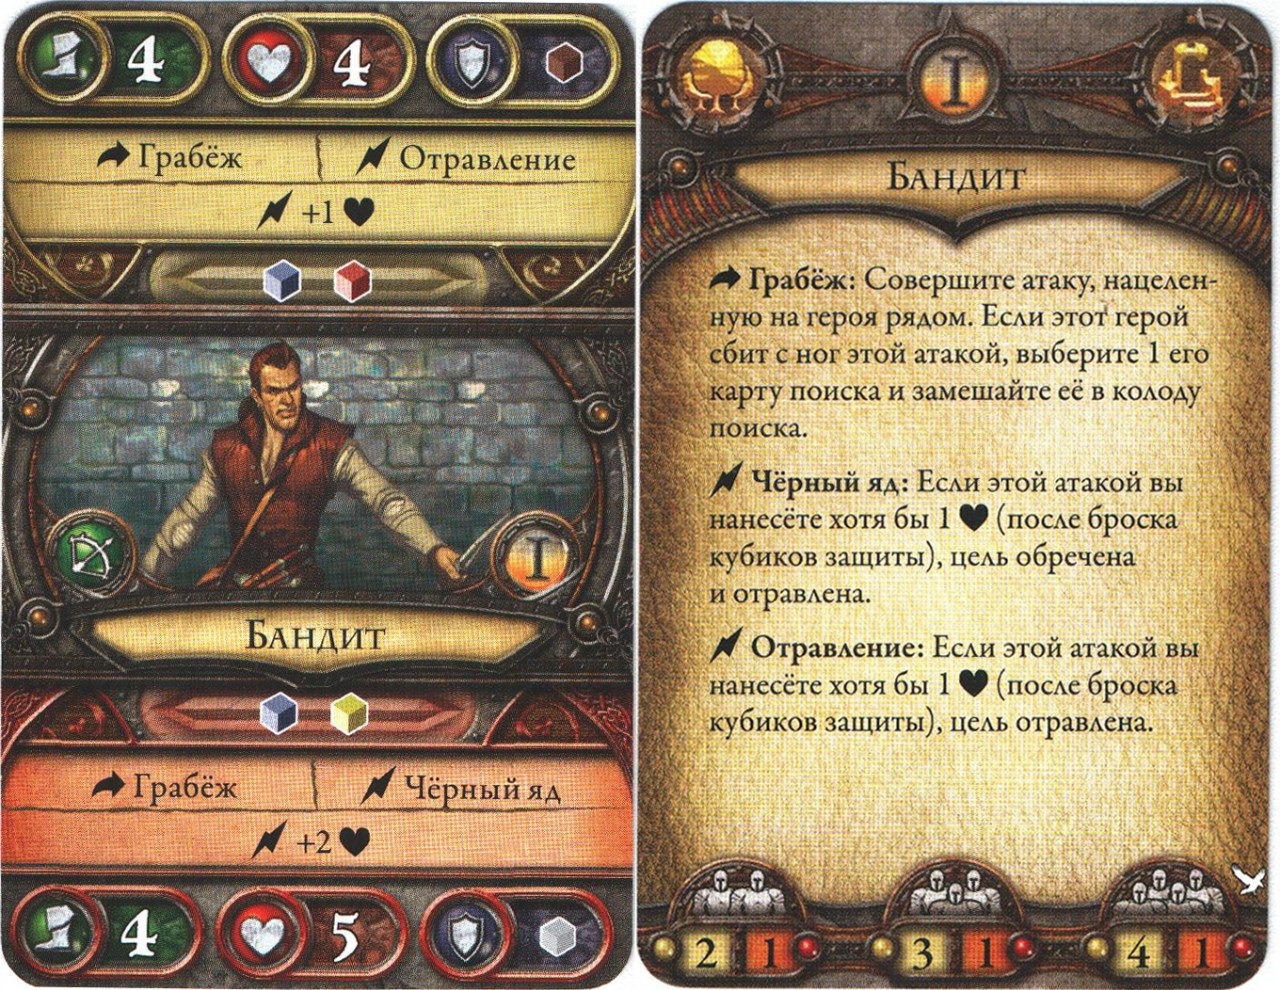 4 4
Грабёж Отравление
+1
I
Бандит
Грабёж Чёрный яд
+2
4 5
I
Бандит
Грабёж: Совершите атаку, нацелен-
ную на героя рядом. Если этот герой
сбит с ног этой атакой, выберите 1 его
карту поиска и замешайте её в колоду
поиска.
Чёрный яд: Если этой атакой вы
нанесёте хотя бы 1 (после броска
кубиков защиты), цель обречена
и отравлена.
Отравление: Если этой атакой вы
нанесёте хотя бы 1 (после броска
кубиков защиты), цель отравлена.
2 1 3 1 4 1